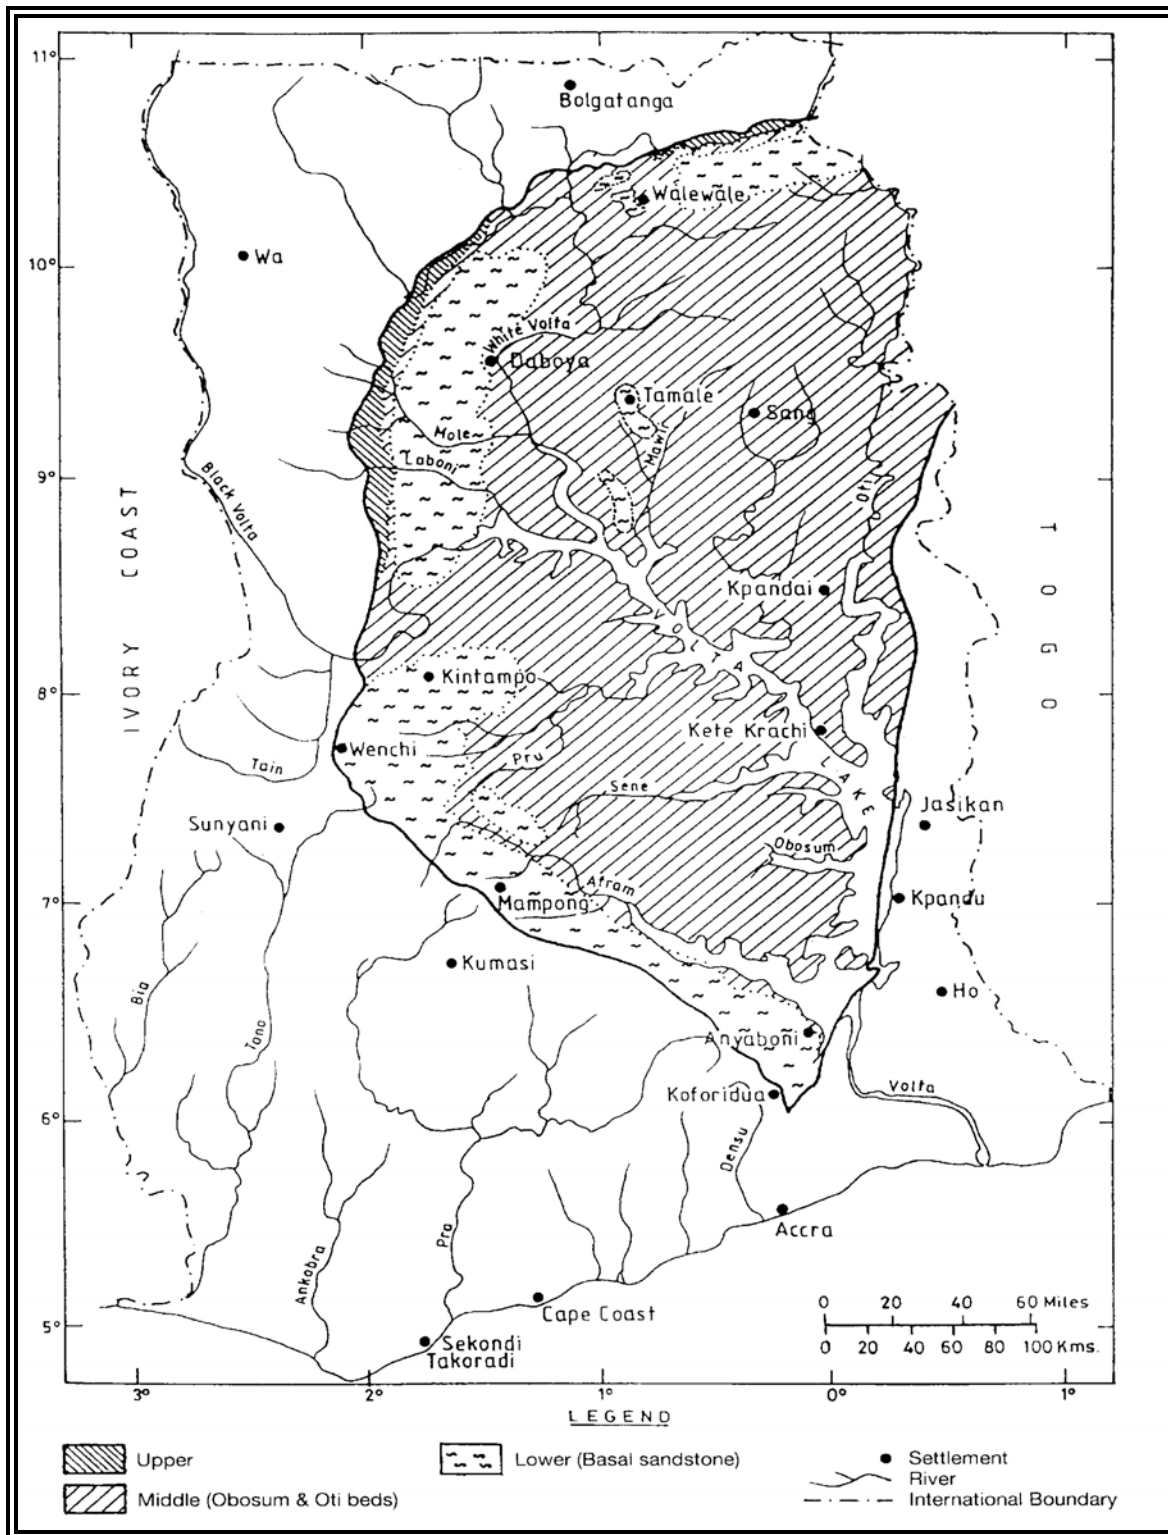 11°
Bolgatanga
Walewale
Wa
10°
White Volta
Daboya
Tamale
Sang
Mole
Mawli
Laboni
9°
Oti
Black Volta
IVORY COAST
TOGO
Kpandai
VOLTA LAKE
8°
Kintampo
Kete Krachi
Wenchi
Pru
Tain
Sene
Jasikan
Sunyani
Obosum
Afram
7°
Mampong
Kpandu
Kumasi
Bia
Ho
Tano
Anyaboni
Koforidua
Volta
6°
Densu
Accra
Pra
Ankobra
Cape Coast
0 20 40 60 Miles
5°
Sekondi
Takoradi
0 20 40 60 80 100 Kms.
3° 2° 1° 0° 1°
LEGEND
Upper
Lower (Basal sandstone)
Settlement
River
Middle (Obosum & Oti beds)
International Boundary